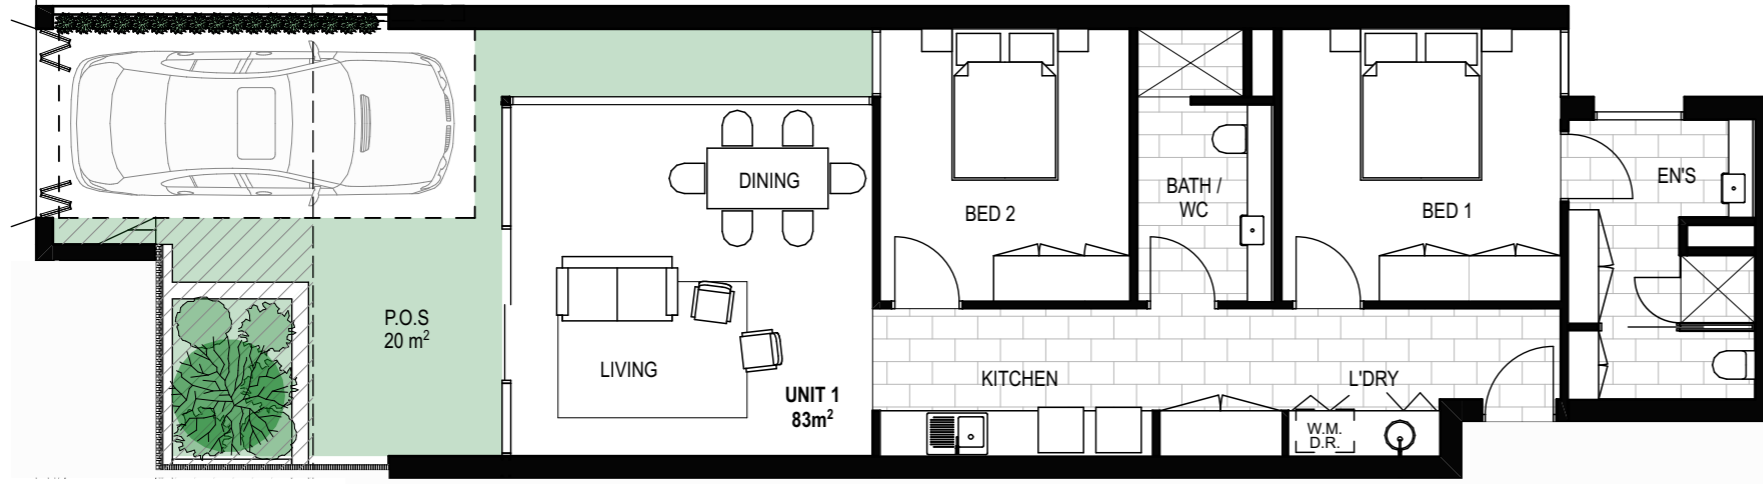 DINING
BED 2
BATH /
WC
BED 1
EN'S
P.O.S
20 m²
LIVING
UNIT 1
83m²
KITCHEN
L'DRY
W.M.
D.R.